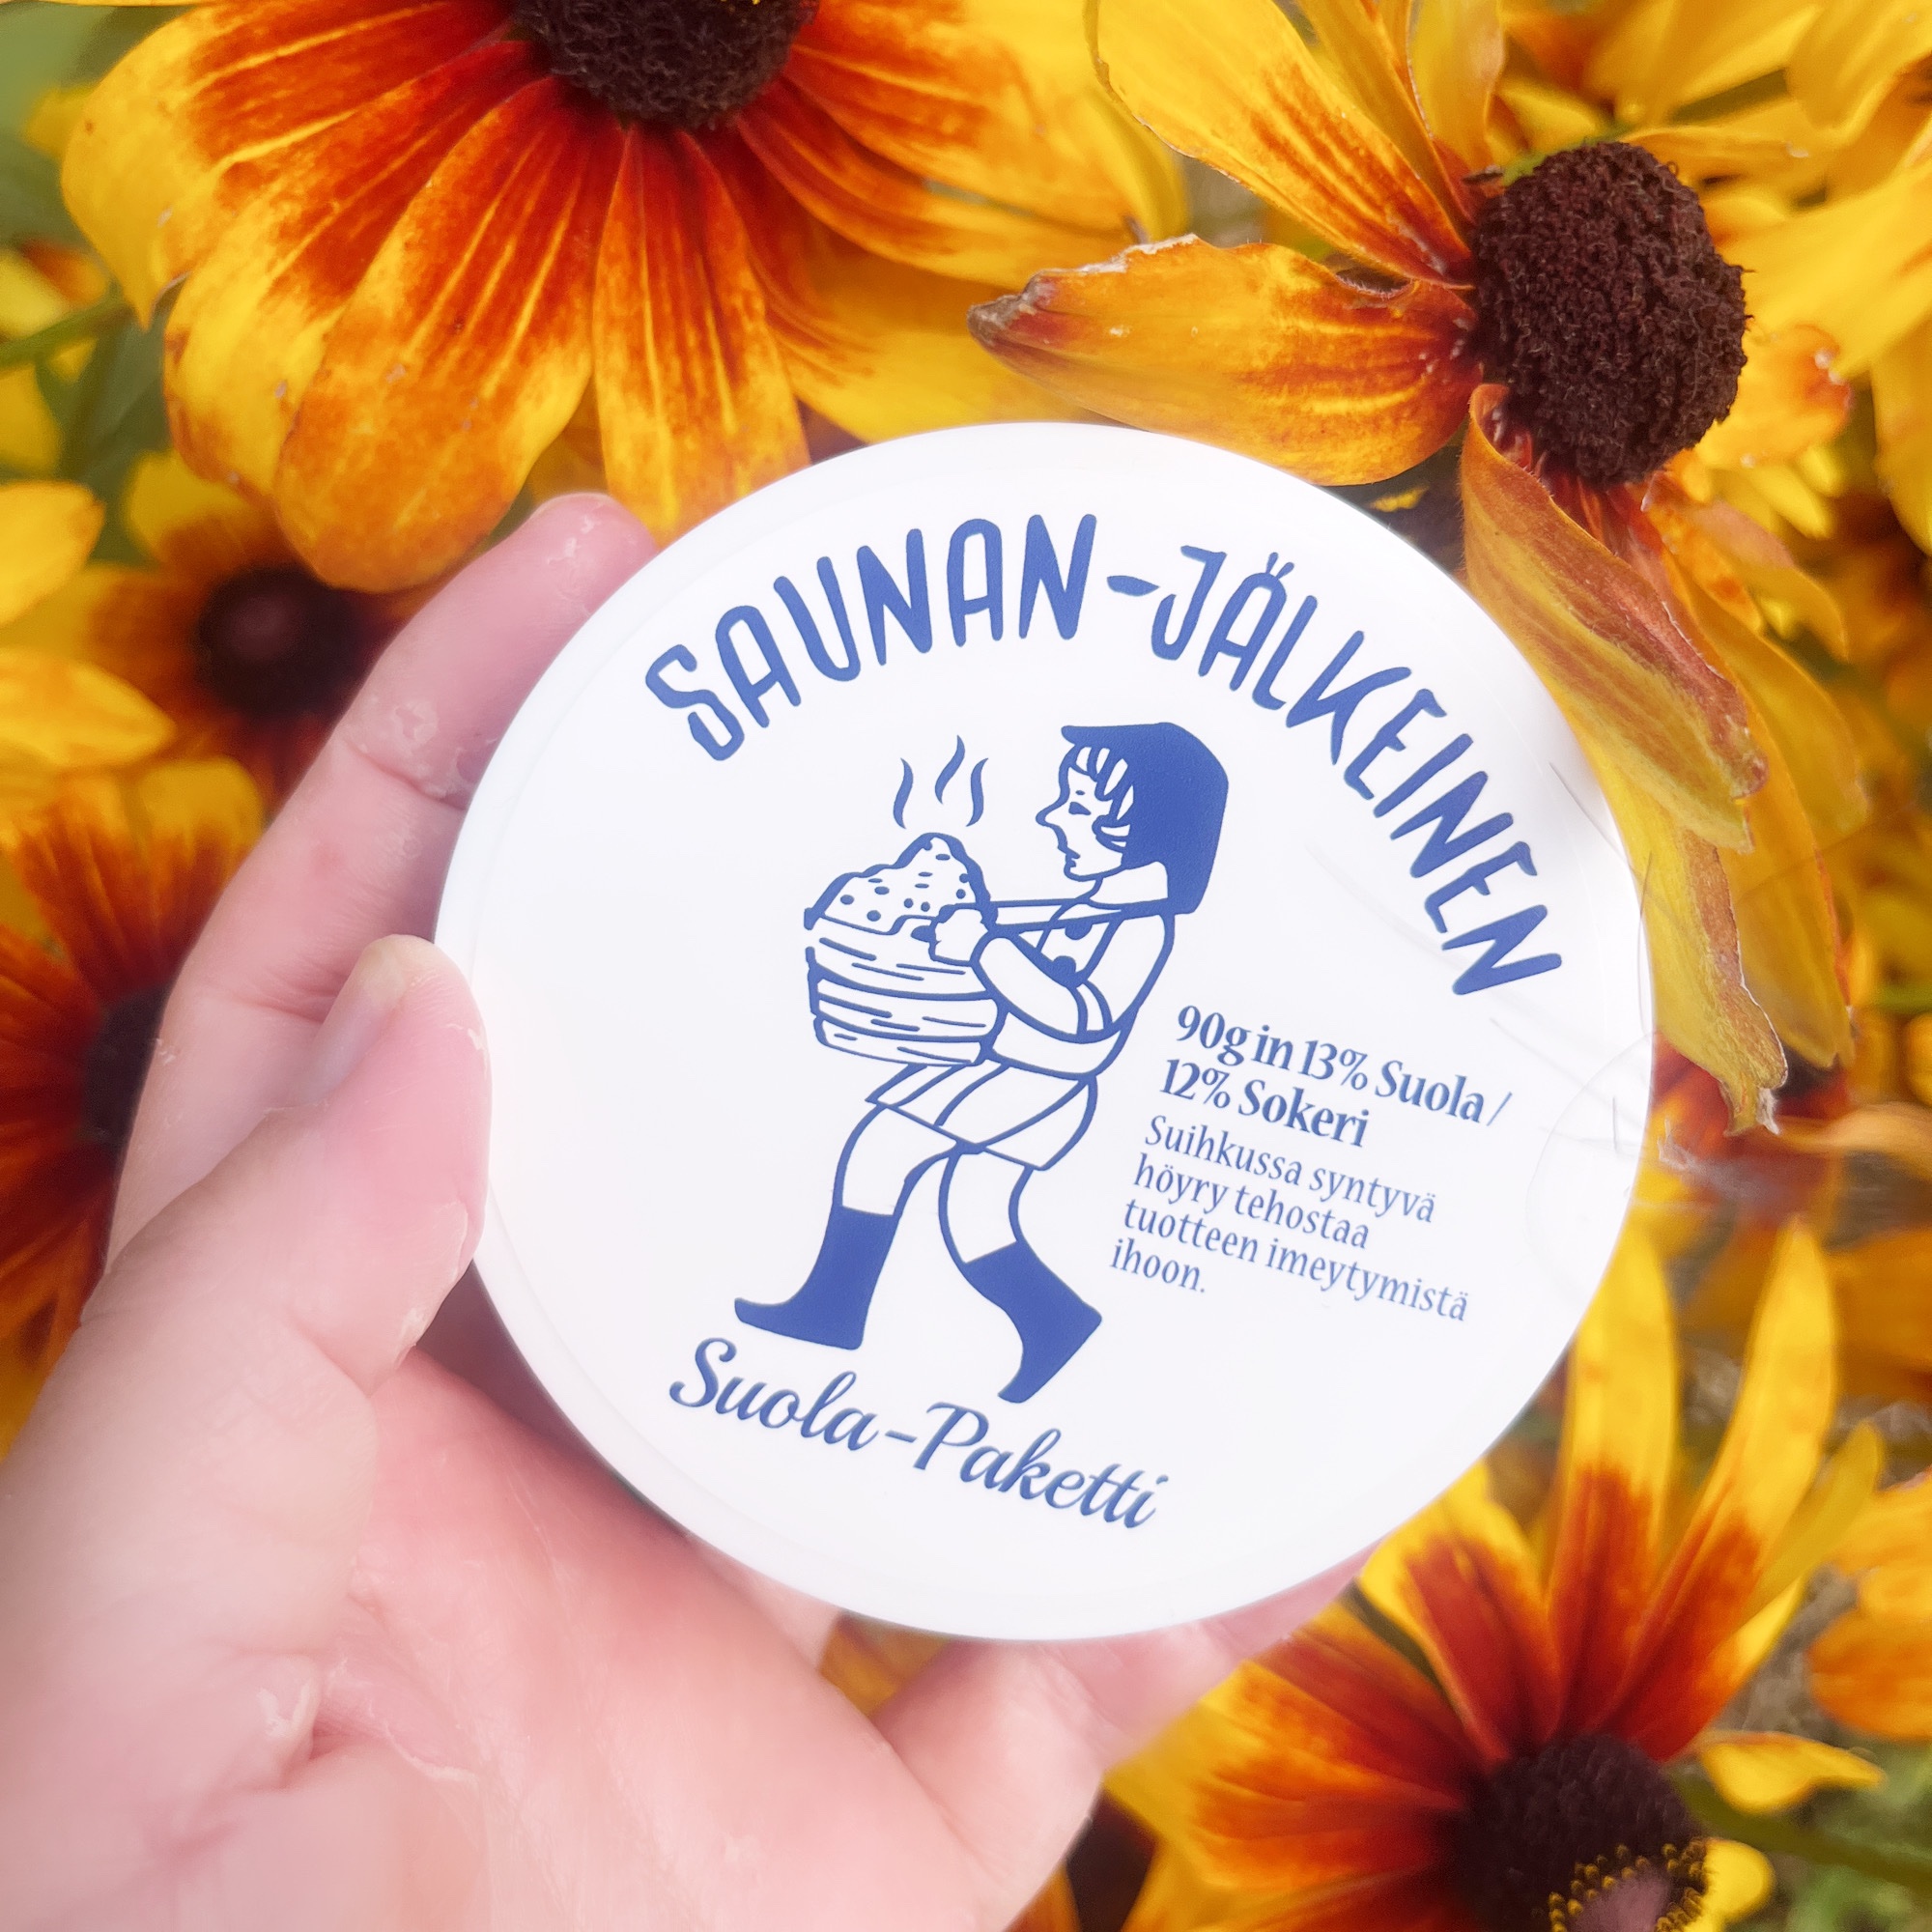 SAUNAN-JÄLKEINEN
90g in 13% Suola /
12% Sokeri
Suihkussa syntyvä
höyry tehostaa
tuotteen imeytymistä
ihoon.
Suola-Paketti